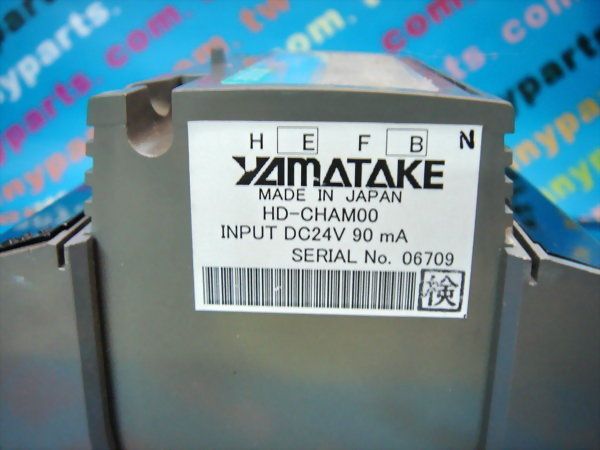 H E F B N
YAMATAKE
MADE IN JAPAN
HD-CHAM00
INPUT DC24V 90 mA
SERIAL No. 06709
検